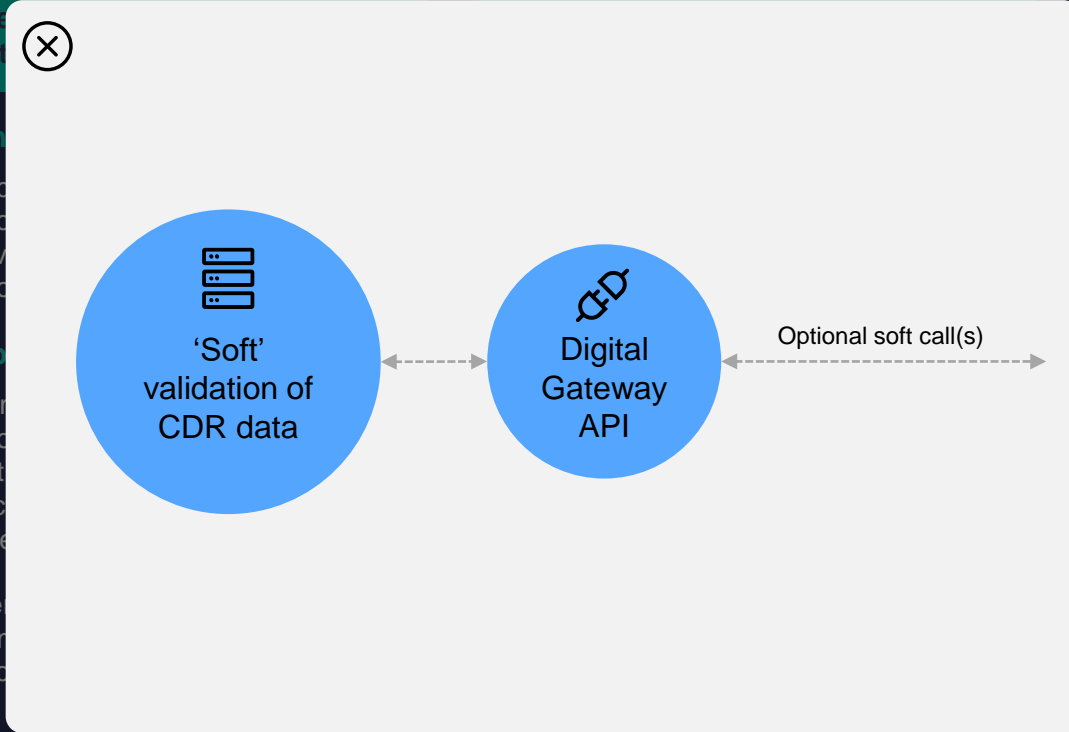 ‘Soft’
validation of
CDR data
Digital
Gateway
API
Optional soft call(s)